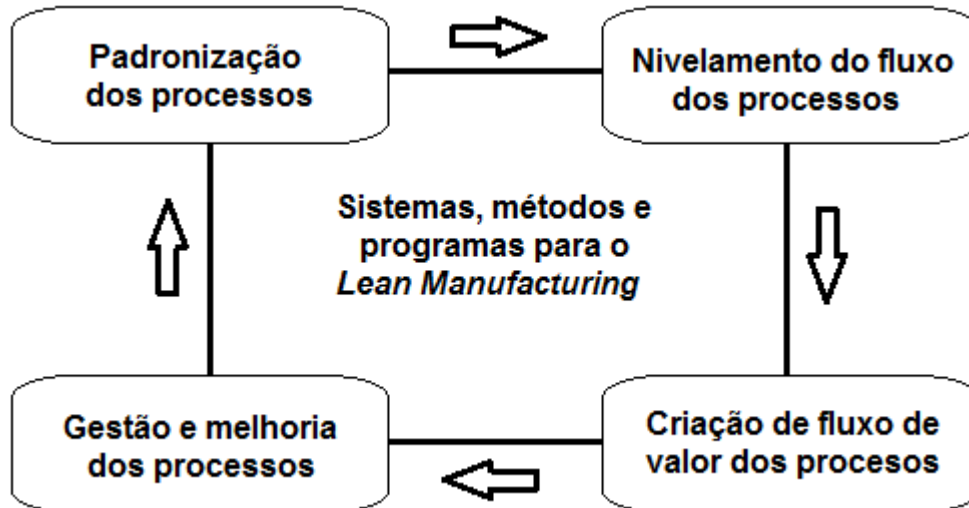 Padronização
dos processos
Nivelamento do fluxo
dos processos
Sistemas, métodos e
programas para o
Lean Manufacturing
Gestão e melhoria
dos processos
Criação de fluxo de
valor dos procesos